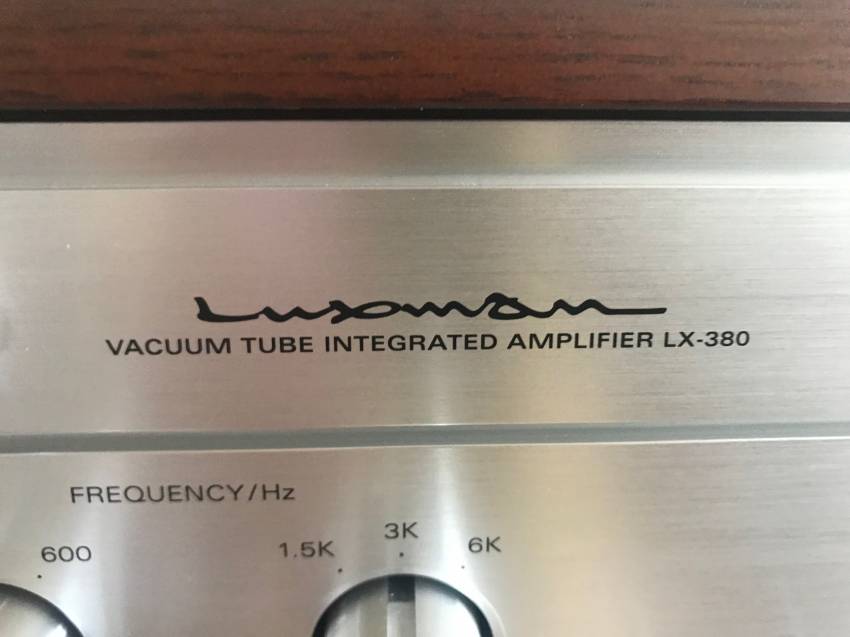 Luxman
VACUUM TUBE INTEGRATED AMPLIFIER LX-380
FREQUENCY/Hz
600
1.5K
3K
6K